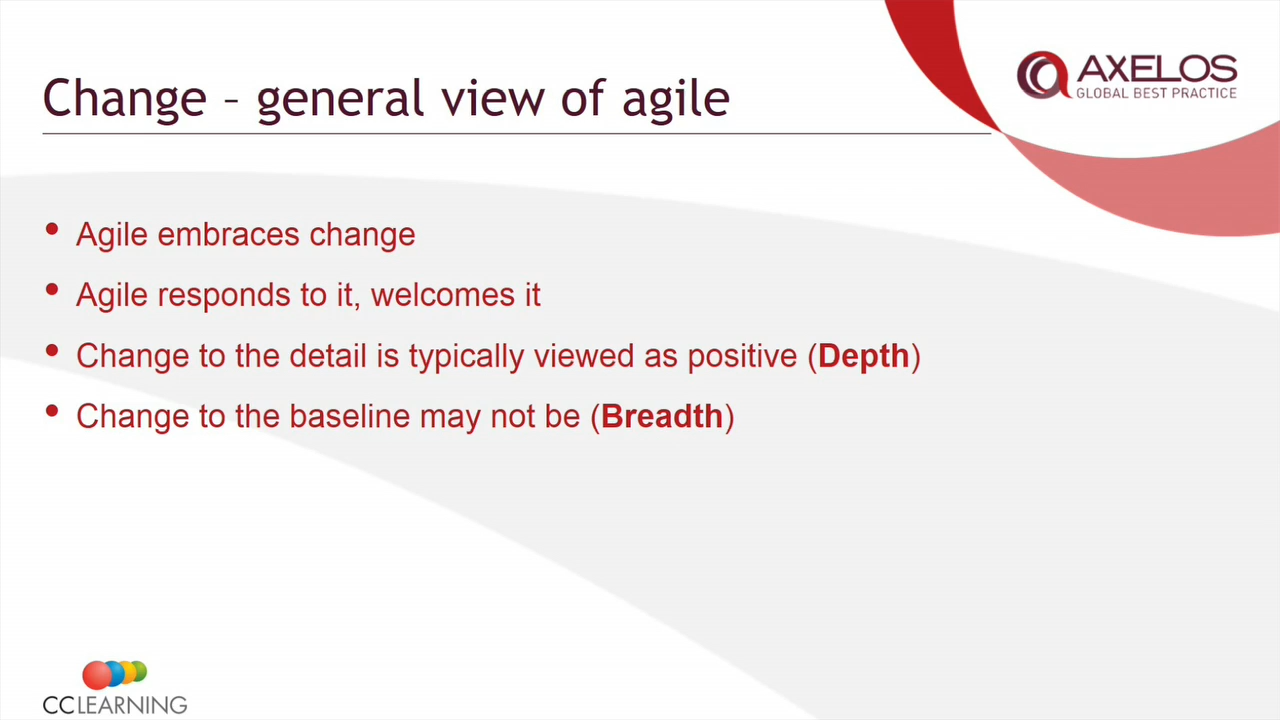 Change – general view of agile
AXELOS
GLOBAL BEST PRACTICE
• Agile embraces change
• Agile responds to it, welcomes it
• Change to the detail is typically viewed as positive (Depth)
• Change to the baseline may not be (Breadth)
CCLEARNING